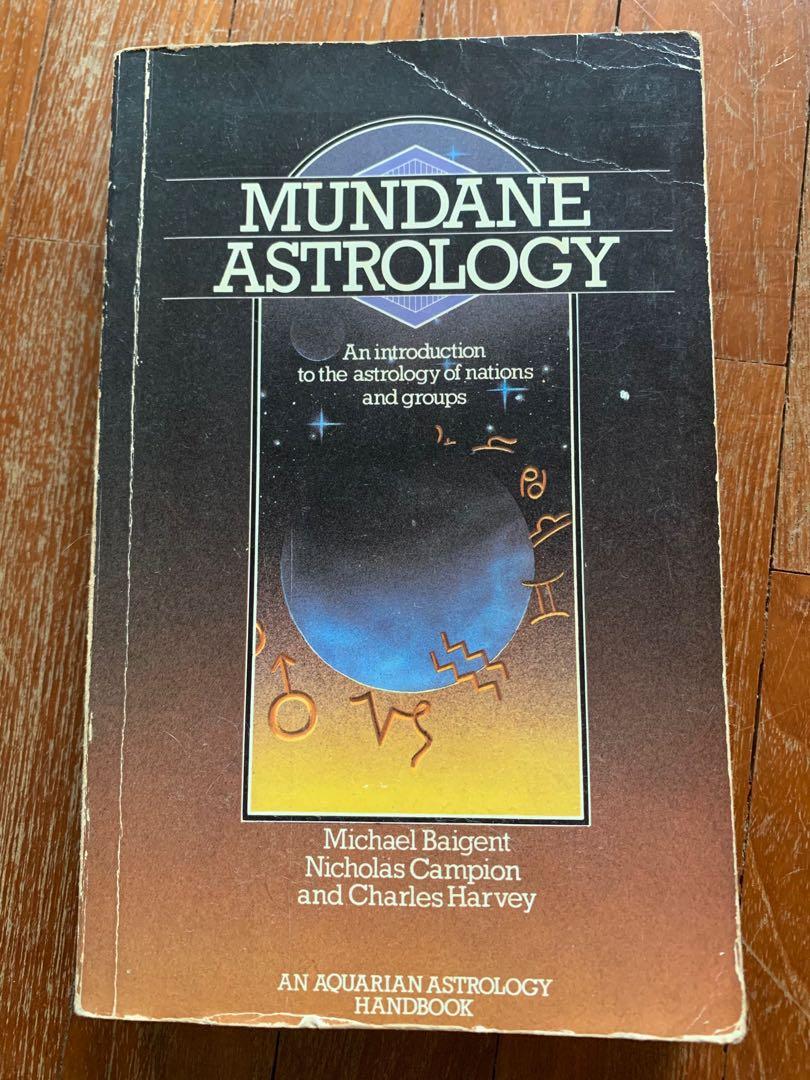 MUNDANE
ASTROLOGY
An introduction
to the astrology of nations
and groups
Michael Baigent
Nicholas Campion
and Charles Harvey
AN AQUARIAN ASTROLOGY
HANDBOOK